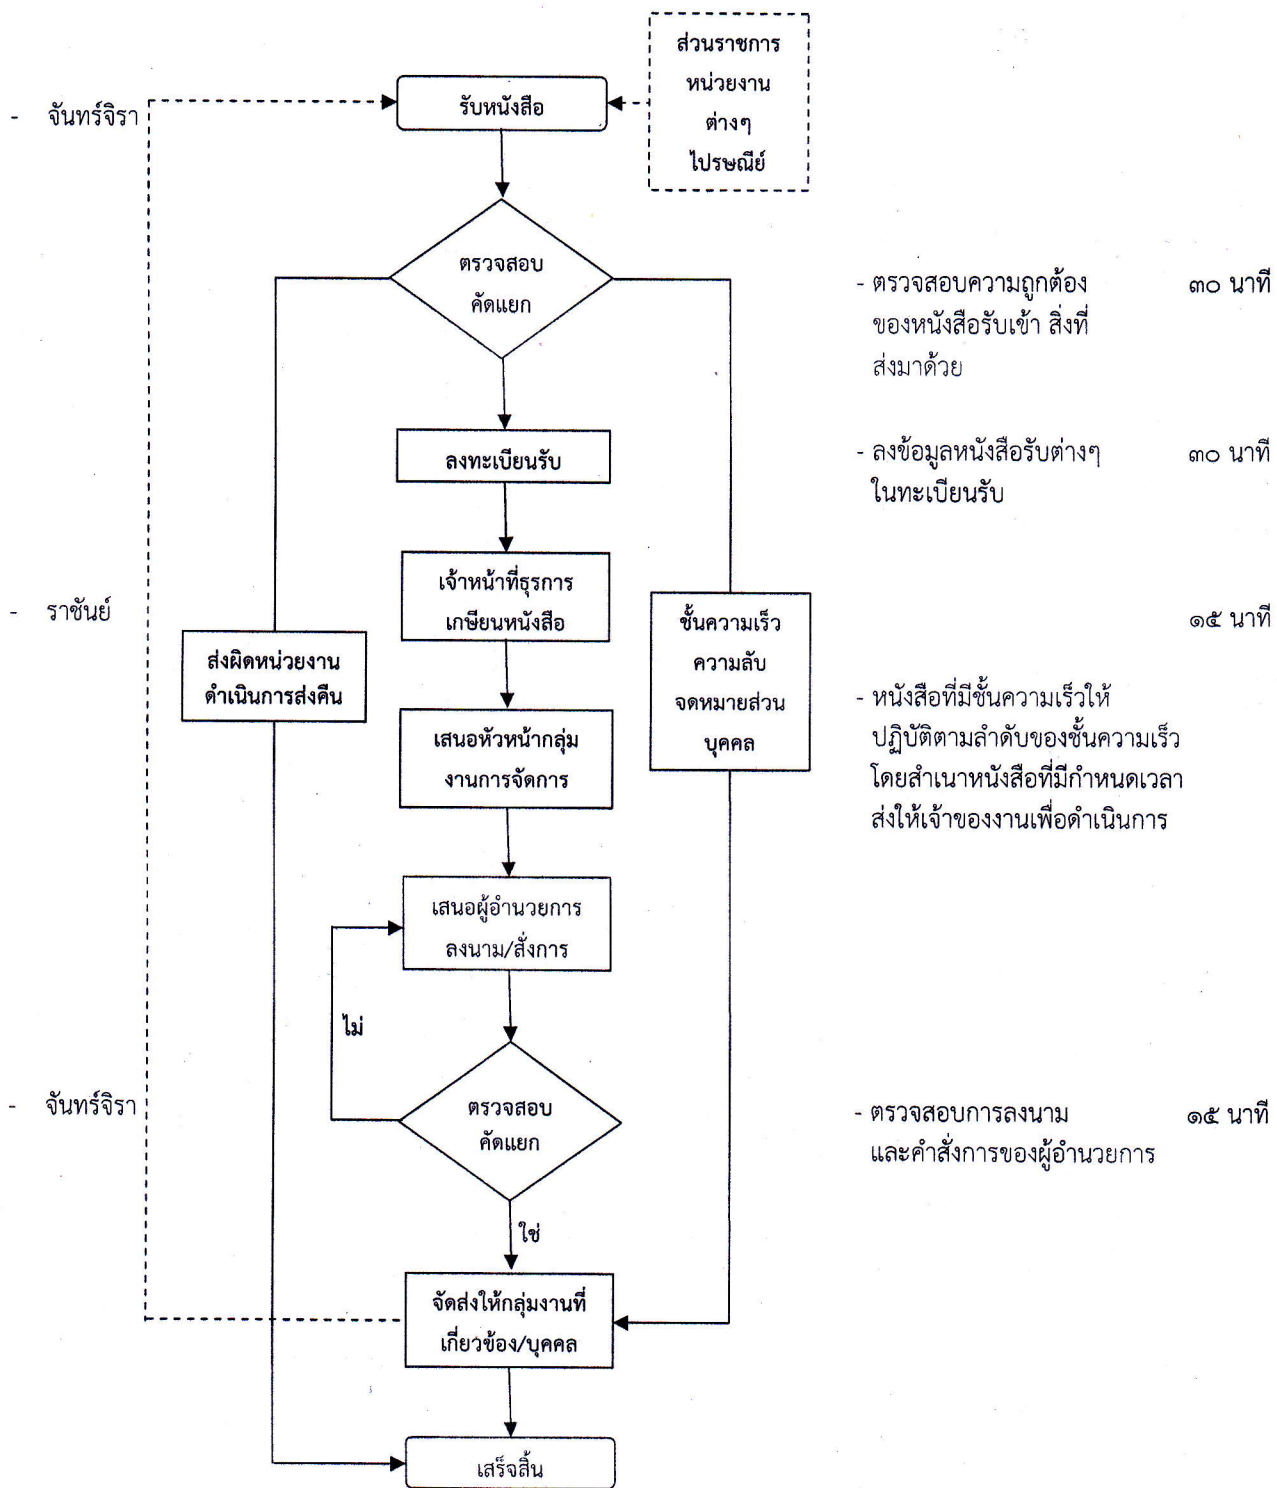 ส่วนราชการ
หน่วยงาน
ต่างๆ
ไปรษณีย์
รับหนังสือ
- จันทร์จิรา
ตรวจสอบ
คัดแยก
- ตรวจสอบความถูกต้อง ๓๐ นาที
ของหนังสือรับเข้า สิ่งที่
ส่งมาด้วย
ลงทะเบียนรับ
- ลงข้อมูลหนังสือรับต่างๆ ๓๐ นาที
ในทะเบียนรับ
เจ้าหน้าที่ธุรการ
เกษียนหนังสือ
- ราชันย์
๑๕ นาที
ส่งผิดหน่วยงาน
ดำเนินการส่งคืน
ชั้นความเร็ว
ความลับ
จดหมายส่วน
บุคคล
- หนังสือที่มีชั้นความเร็วให้
ปฏิบัติตามลำดับของชั้นความเร็ว
โดยสำเนาหนังสือที่มีกำหนดเวลา
ส่งให้เจ้าของงานเพื่อดำเนินการ
เสนอหัวหน้ากลุ่ม
งานการจัดการ
เสนอผู้อำนวยการ
ลงนาม/สั่งการ
ไม่
- จันทร์จิรา
ตรวจสอบ
คัดแยก
- ตรวจสอบการลงนาม ๑๕ นาที
และคำสั่งการของผู้อำนวยการ
ใช่
จัดส่งให้กลุ่มงานที่
เกี่ยวข้อง/บุคคล
เสร็จสิ้น